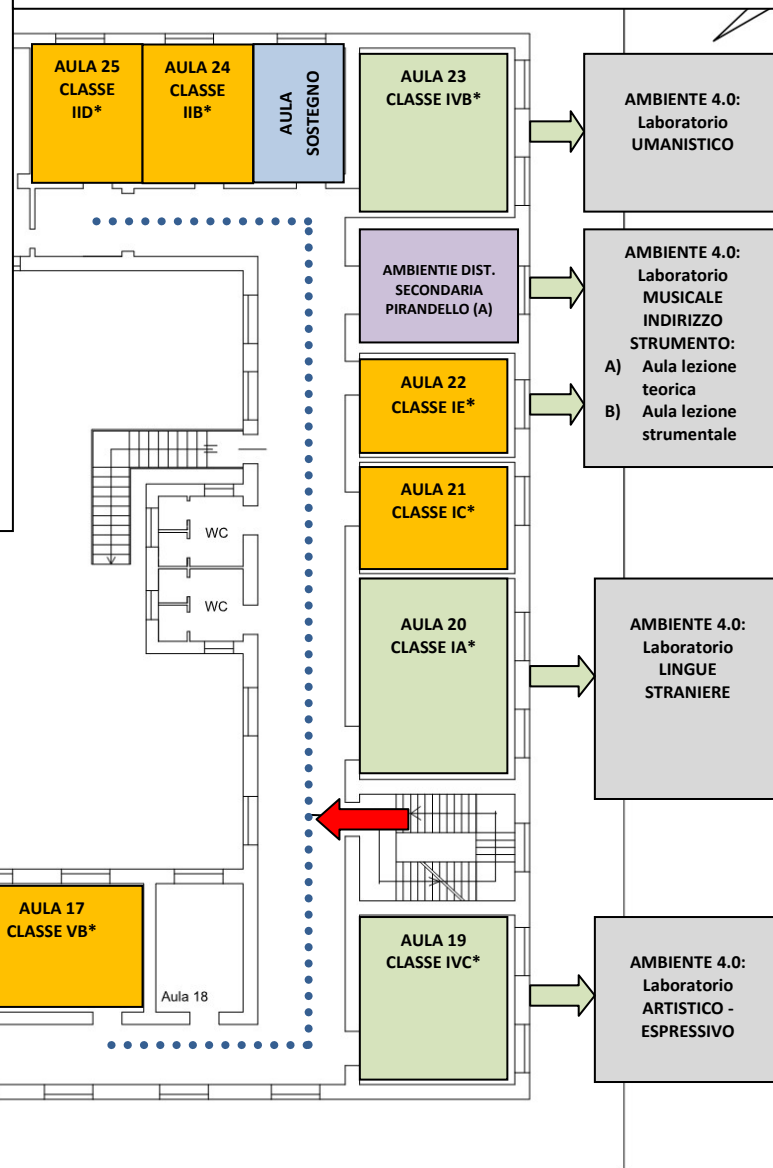 AULA 25
CLASSE
IID*
AULA 24
CLASSE
IIB*
AULA
SOSTEGNO
AULA 23
CLASSE IVB*
AMBIENTE 4.0:
Laboratorio
UMANISTICO
AMBIENTIE DIST.
SECONDARIA
PIRANDELLO (A)
AMBIENTE 4.0:
Laboratorio
MUSICALE
INDIRIZZO
STRUMENTO:
A) Aula lezione
teorica
B) Aula lezione
strumentale
AULA 22
CLASSE IE*
AULA 21
CLASSE IC*
WC
WC
AULA 20
CLASSE IA*
AMBIENTE 4.0:
Laboratorio
LINGUE
STRANIERE
AULA 17
CLASSE VB*
Aula 18
AULA 19
CLASSE IVC*
AMBIENTE 4.0:
Laboratorio
ARTISTICO -
ESPRESSIVO